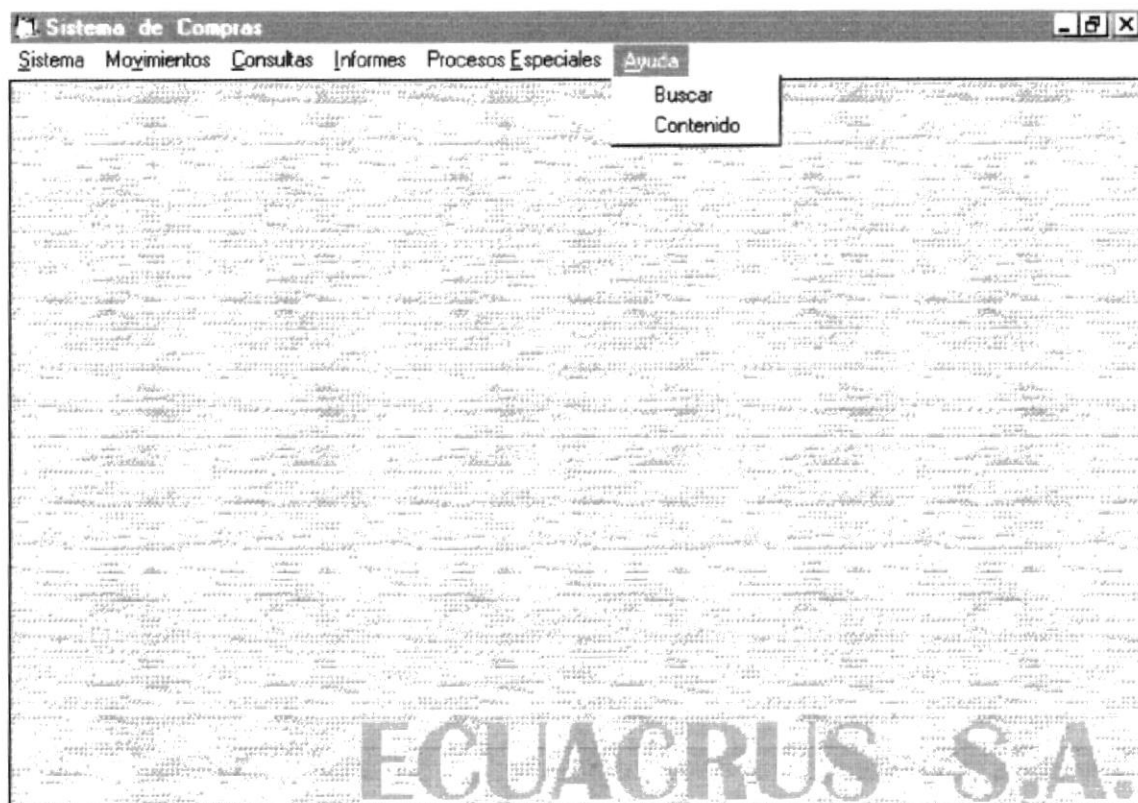 Sistema de Compras
Sistema Movimientos Consultas Informes Procesos Especiales Ayuda
Buscar
Contenido
ECUACRUS S.A.